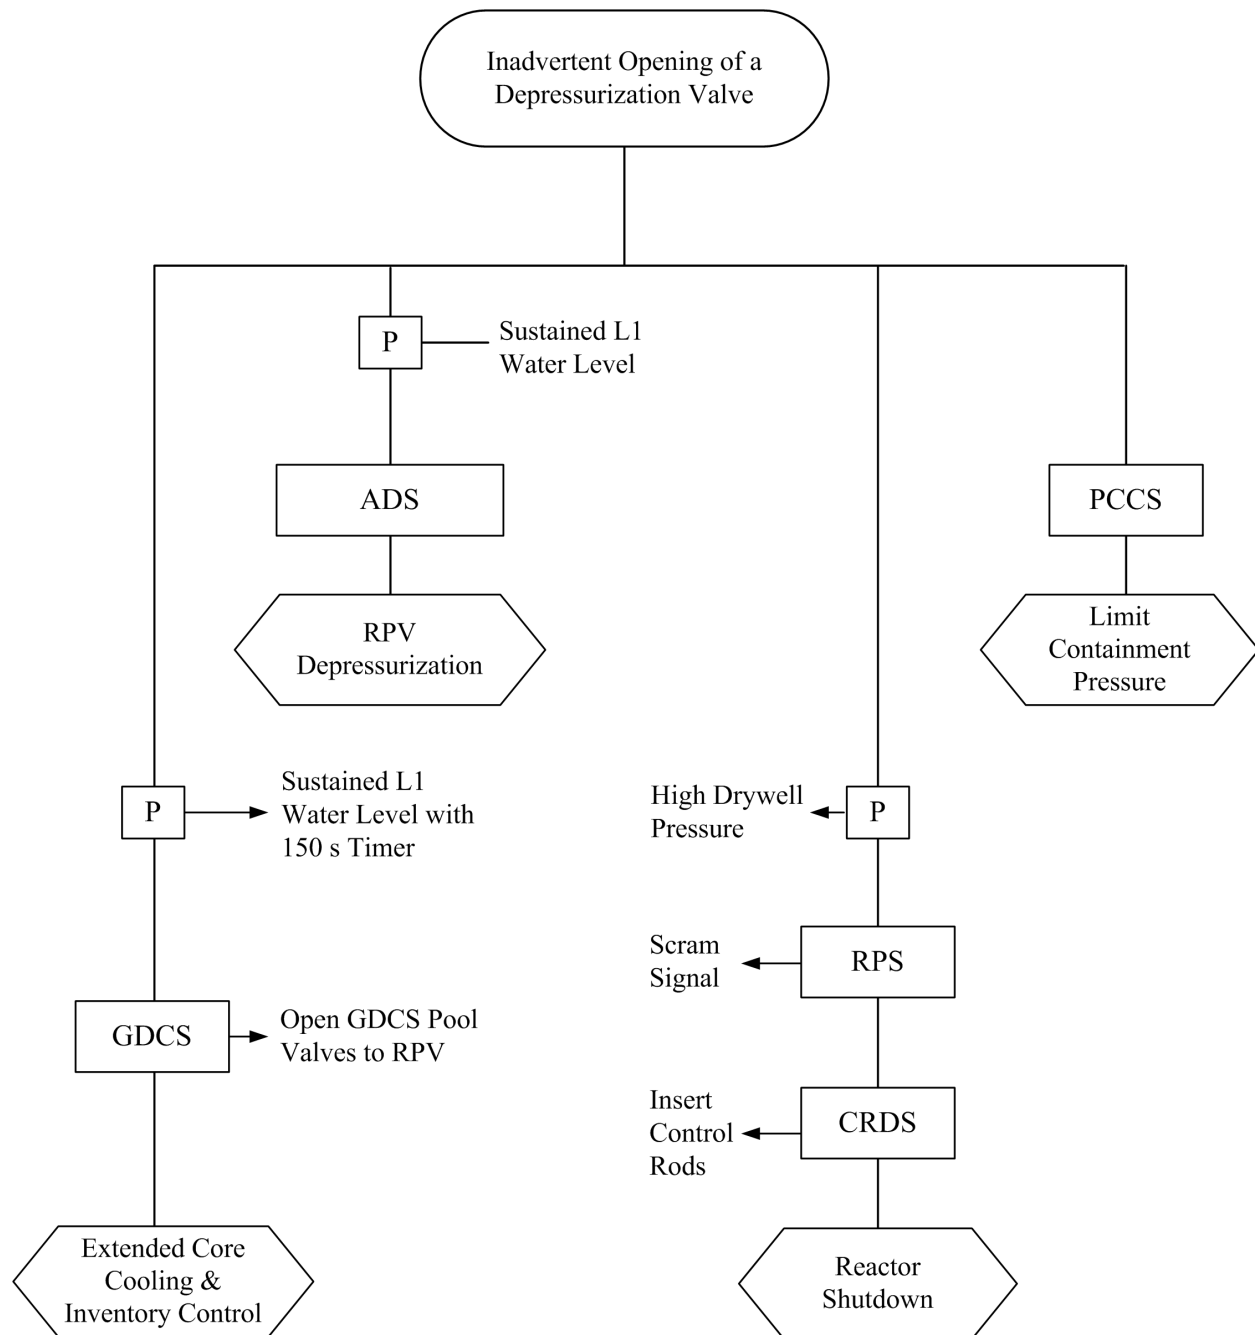 Inadvertent Opening of a
Depressurization Valve
P
Sustained L1
Water Level
ADS
PCCS
RPV
Depressurization
Limit
Containment
Pressure
P
Sustained L1
Water Level with
150 s Timer
High Drywell
Pressure
P
Scram
Signal
RPS
GDCS
Open GDCS Pool
Valves to RPV
Insert
Control
Rods
CRDS
Extended Core
Cooling &
Inventory Control
Reactor
Shutdown